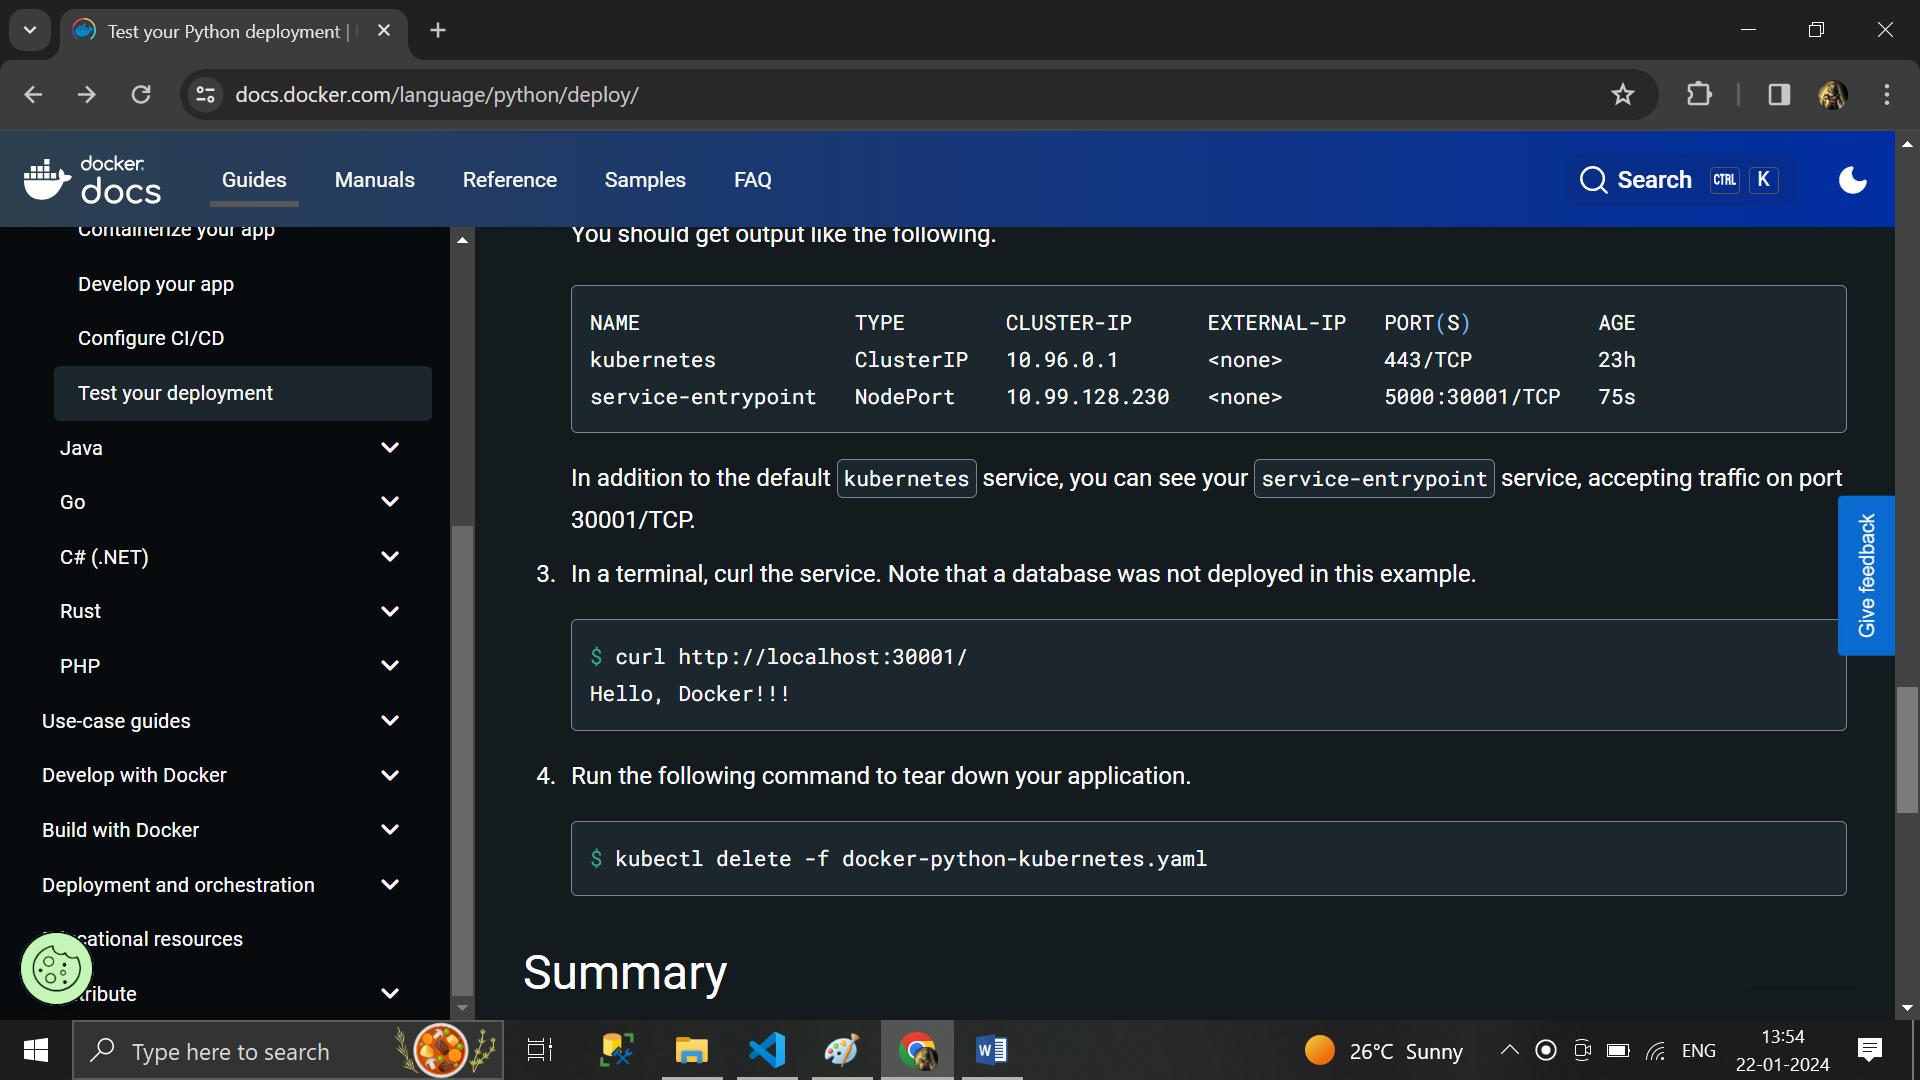 Test your Python deployment |
docs.docker.com/language/python/deploy/
docker docs
Guides
Manuals
Reference
Samples
FAQ
Search CTRL K
Containerize your app
Develop your app
Configure CI/CD
Test your deployment
Java
Go
C# (.NET)
Rust
PHP
Use-case guides
Develop with Docker
Build with Docker
Deployment and orchestration
cational resources
tribute
You should get output like the following.
NAME TYPE CLUSTER-IP EXTERNAL-IP PORT(S) AGE
kubernetes ClusterIP 10.96.0.1 <none> 443/TCP 23h
service-entrypoint NodePort 10.99.128.230 <none> 5000:30001/TCP 75s
In addition to the default kubernetes service, you can see your service-entrypoint service, accepting traffic on port
30001/TCP.
3. In a terminal, curl the service. Note that a database was not deployed in this example.
$ curl http://localhost:30001/
Hello, Docker!!!
4. Run the following command to tear down your application.
$ kubectl delete -f docker-python-kubernetes.yaml
Summary
Give feedback
Type here to search
26°C Sunny
ENG
13:54
22-01-2024